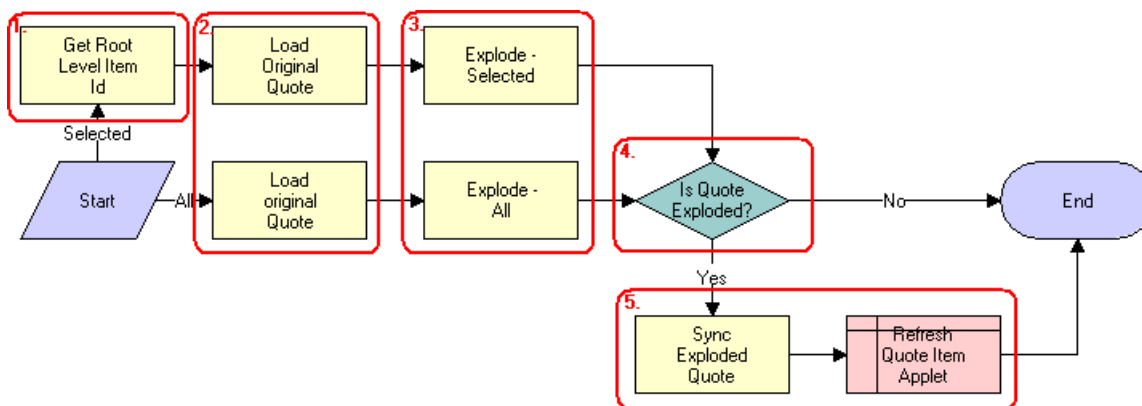 1.
Get Root
Level Item
Id
2.
Load
Original
Quote
3.
Explode -
Selected
Selected
Start
All
Load
original
Quote
Explode -
All
4.
Is Quote
Exploded?
No
End
Yes
5.
Sync
Exploded
Quote
Refresh
Quote Item
Applet